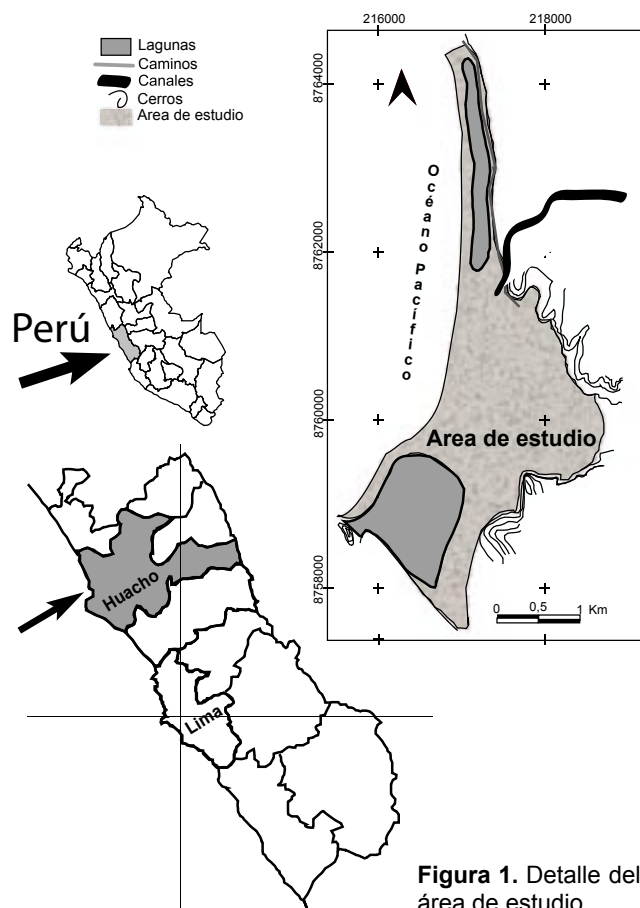 216000
218000
Lagunas
Caminos
Canales
Cerros
Area de estudio
8764000
8762000
8760000
8758000
Océano Pacífico
Perú
Area de estudio
0 0,5 1 Km
Huacho
Lima
Figura 1. Detalle del
área de estudio